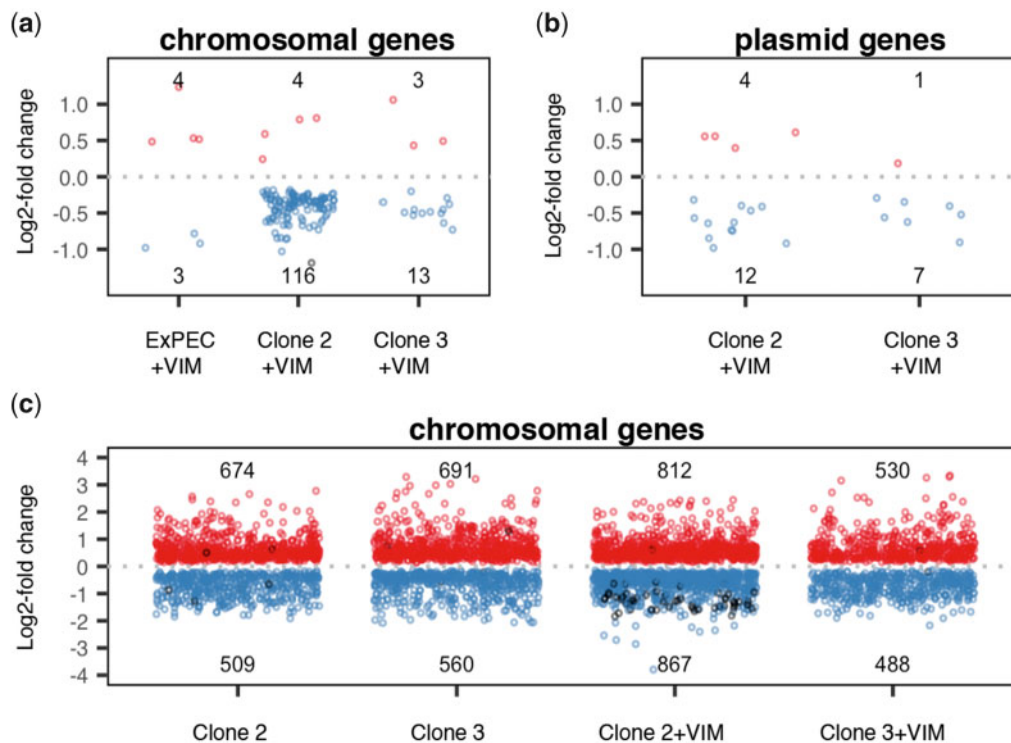 (a)
chromosomal genes
Log2-fold change
1.0
0.5
0.0
-0.5
-1.0
4
4
3
3
116
13
ExPEC
+VIM
Clone 2
+VIM
Clone 3
+VIM
(b)
plasmid genes
Log2-fold change
1.0
0.5
0.0
-0.5
-1.0
4
1
12
7
Clone 2
+VIM
Clone 3
+VIM
(c)
chromosomal genes
Log2-fold change
4
3
2
1
0
-1
-2
-3
-4
674
691
812
530
509
560
867
488
Clone 2
Clone 3
Clone 2+VIM
Clone 3+VIM